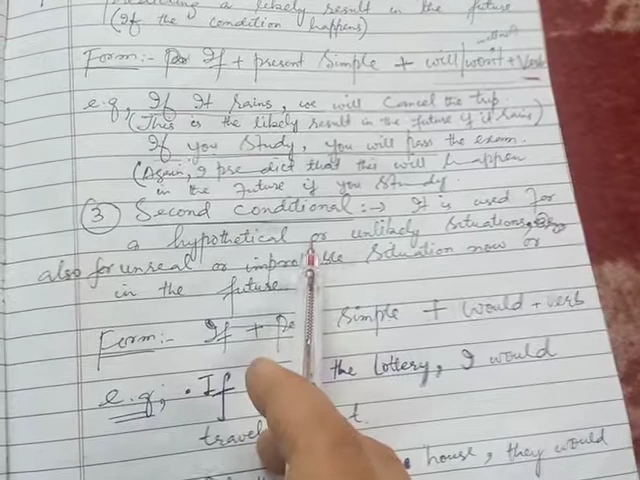 a likely result in the future
(If the condition happens)
Form:- If + present Simple + will/won't + Verb
without
e.g, If It rains, we will cancel the trip.
(This is the likely result in the future if it rains)
If you study, you will pass the exam.
(Again, I predict that this will happen
in the future if you study.
③ Second conditional :→ It is used for
a hypothetical or unlikely situations,
also for unreal or situation now or
in the future
Form:- If + Simple + would + verb
e.g; • If the lottery, I would
travel
house, they would